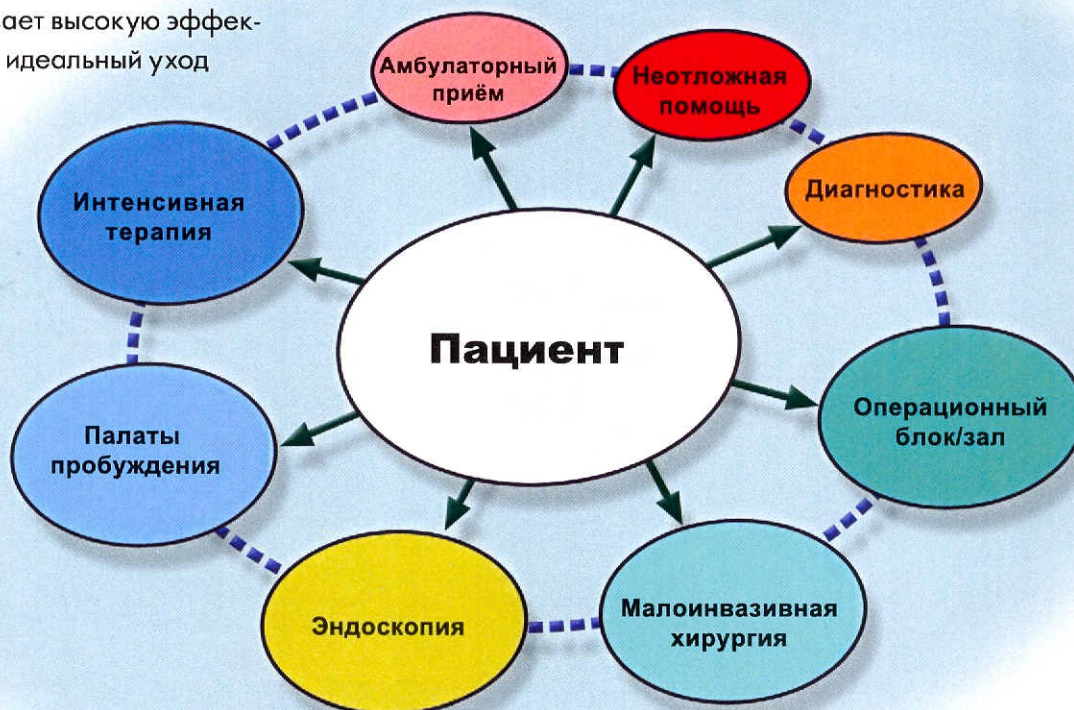 вает высокую эффек-
идеальный уход
Амбулаторный
приём
Неотложная
помощь
Диагностика
Интенсивная
терапия
Пациент
Операционный
блок/зал
Палаты
пробуждения
Эндоскопия
Малоинвазивная
хирургия